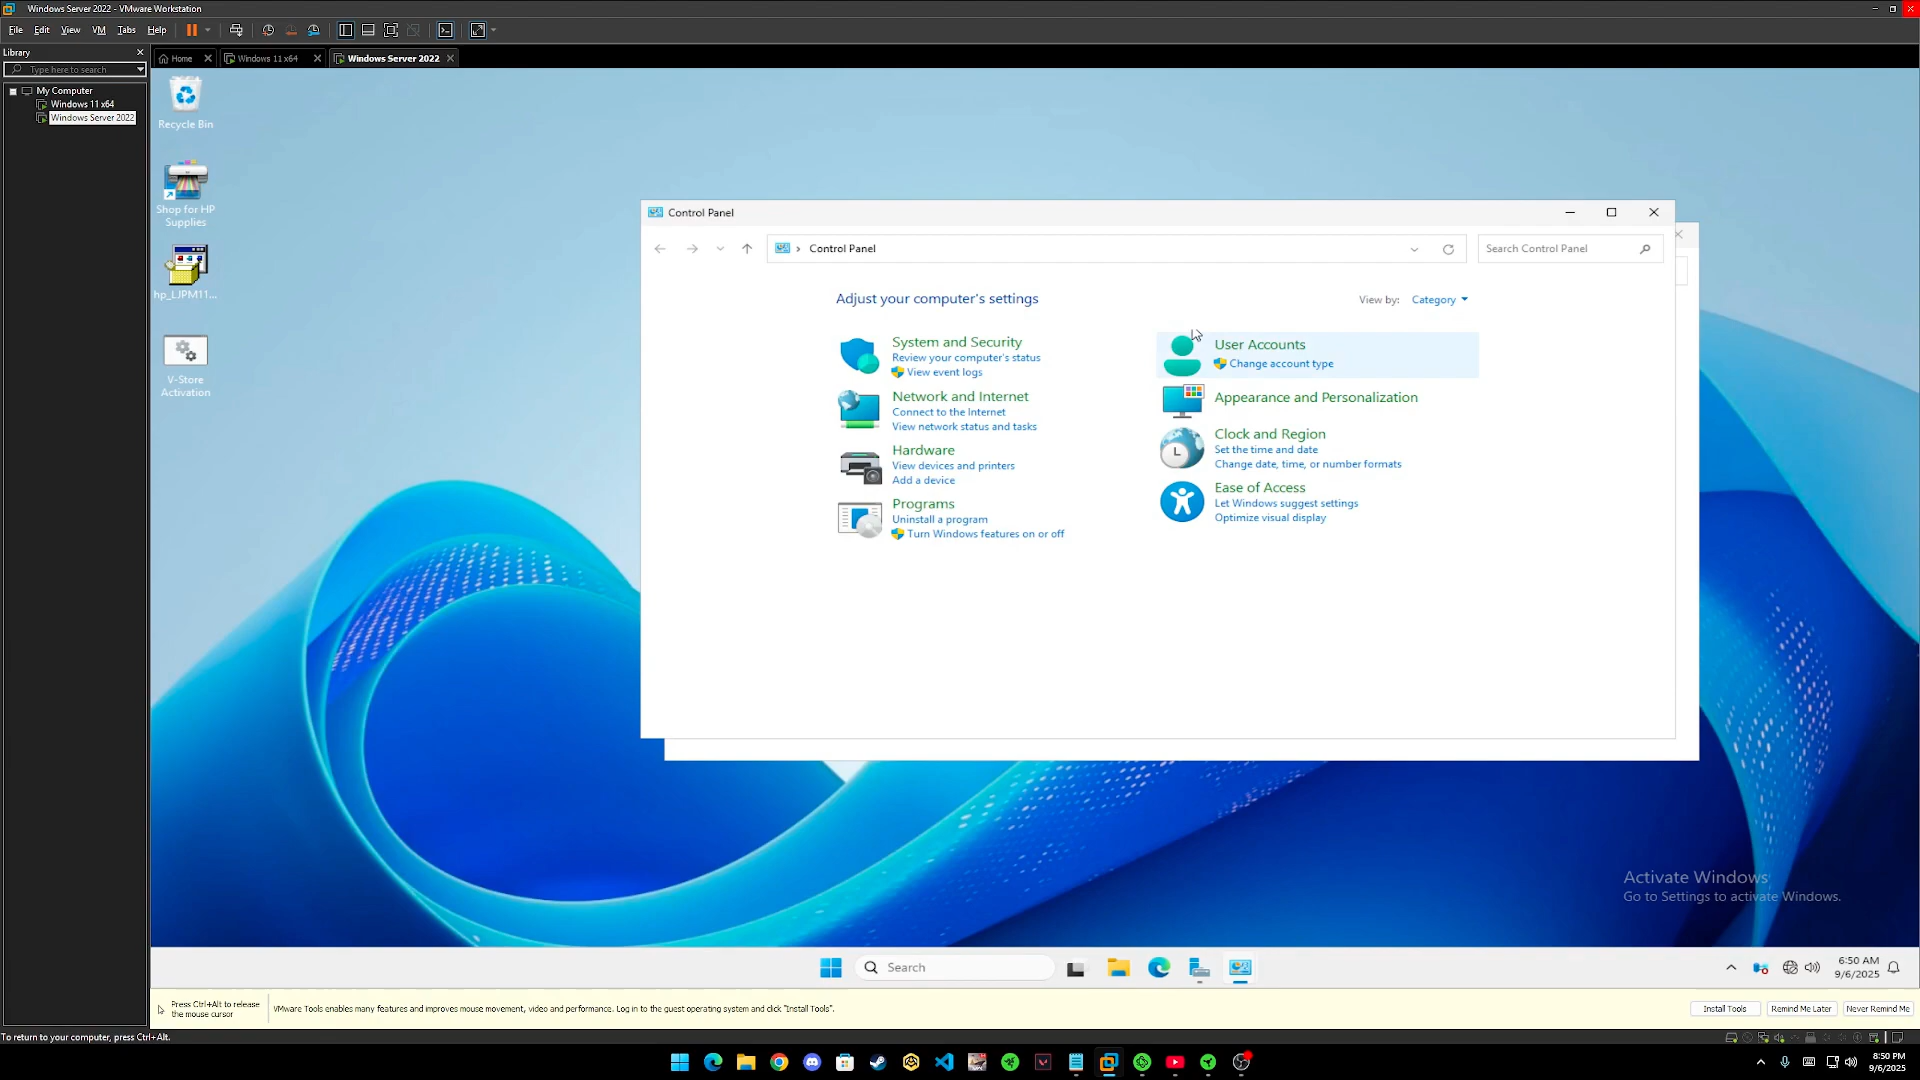 Windows Server 2022 - VMware Workstation
File Edit View VM Tabs Help
Library
Type here to search
My Computer
Windows 11 x64
Windows Server 2022
Home
Windows 11 x64
Windows Server 2022
Recycle Bin
Shop for HP
Supplies
hp_LJPM11...
V-Store
Activation
Control Panel
Control Panel
Search Control Panel
Adjust your computer's settings
View by: Category
System and Security
Review your computer's status
View event logs
Network and Internet
Connect to the Internet
View network status and tasks
Hardware
View devices and printers
Add a device
Programs
Uninstall a program
Turn Windows features on or off
User Accounts
Change account type
Appearance and Personalization
Clock and Region
Set the time and date
Change date, time, or number formats
Ease of Access
Let Windows suggest settings
Optimize visual display
Activate Windows
Go to Settings to activate Windows.
Search
6:50 AM
9/6/2025
Press Ctrl+Alt to release
the mouse cursor
VMware Tools enables many features and improves mouse movement, video and performance. Log in to the guest operating system and click "Install Tools".
Install Tools
Remind Me Later
Never Remind Me
To return to your computer, press Ctrl+Alt.
8:50 PM
9/6/2025